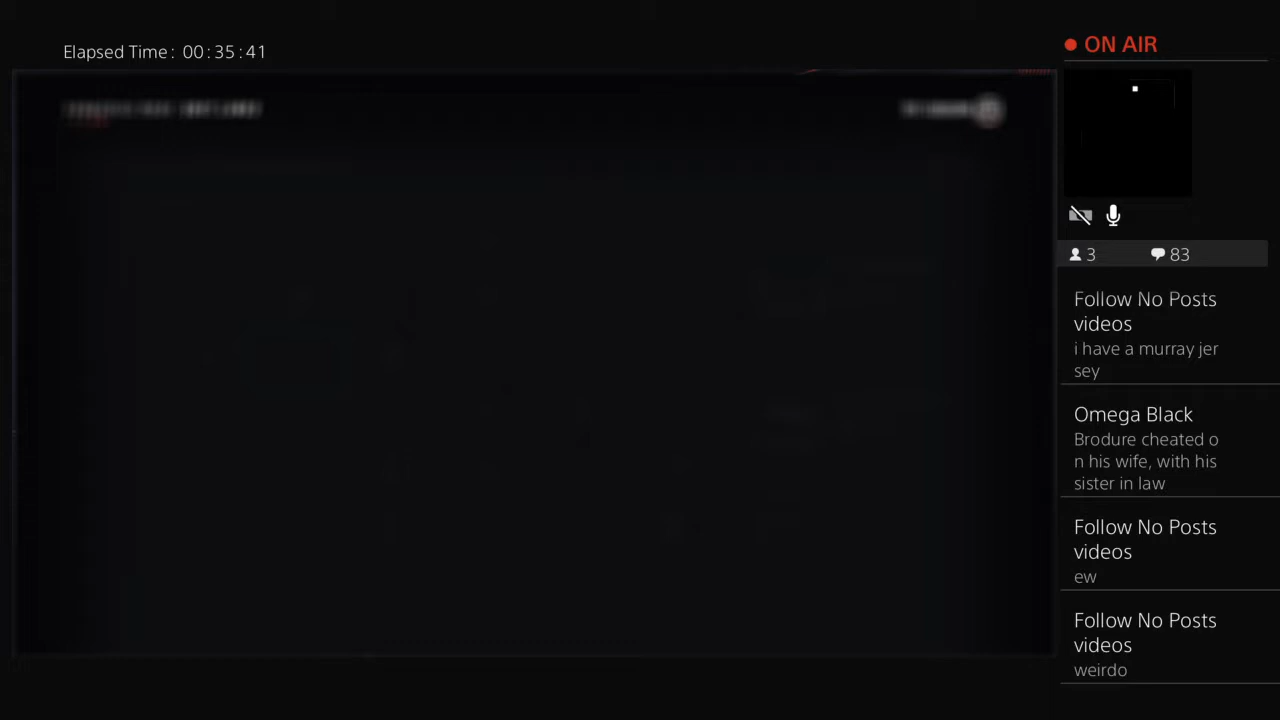 Elapsed Time: 00:35:41
ON AIR
3 83
Follow No Posts
videos
i have a murray jer
sey
Omega Black
Brodure cheated o
n his wife, with his
sister in law
Follow No Posts
videos
ew
Follow No Posts
videos
weirdo